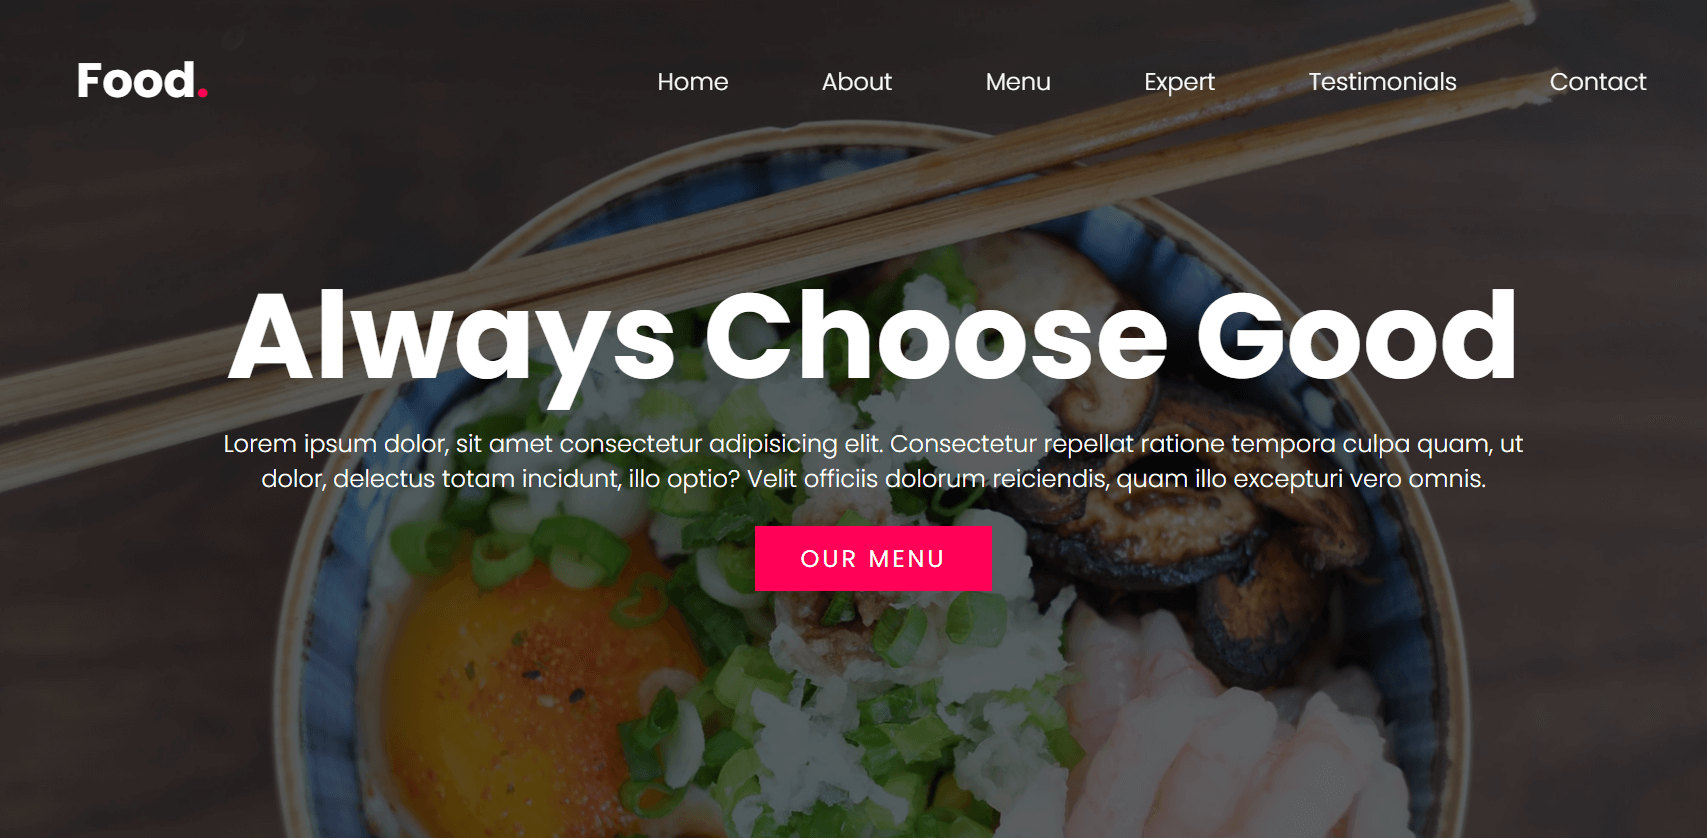 Food.
Home About Menu Expert Testimonials Contact
Always Choose Good
Lorem ipsum dolor, sit amet consectetur adipisicing elit. Consectetur repellat ratione tempora culpa quam, ut
dolor, delectus totam incidunt, illo optio? Velit officiis dolorum reiciendis, quam illo excepturi vero omnis.
OUR MENU